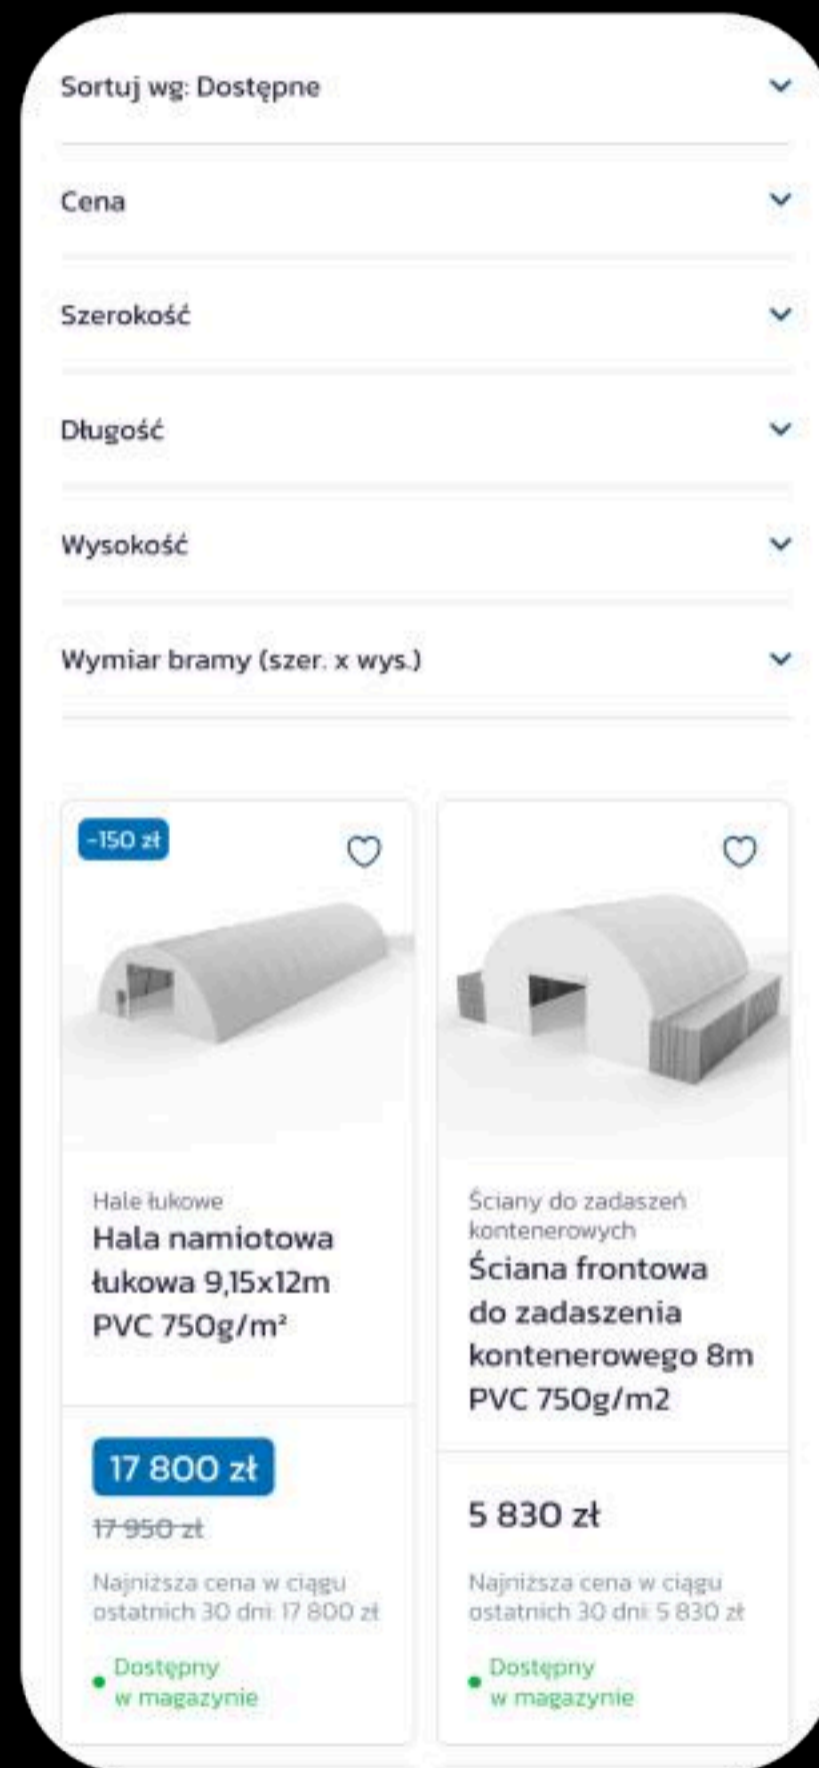 Sortuj wg: Dostępne
Cena
Szerokość
Długość
Wysokość
Wymiar bramy (szer. x wys.)
-150 zł
Hale łukowe
Hala namiotowa
łukowa 9,15x12m
PVC 750g/m²
17 800 zł
17 950 zł
Najniższa cena w ciągu
ostatnich 30 dni: 17 800 zł
Dostępny
w magazynie
Ściany do zadaszeń
kontenerowych
Ściana frontowa
do zadaszenia
kontenerowego 8m
PVC 750g/m2
5 830 zł
Najniższa cena w ciągu
ostatnich 30 dni: 5 830 zł
Dostępny
w magazynie